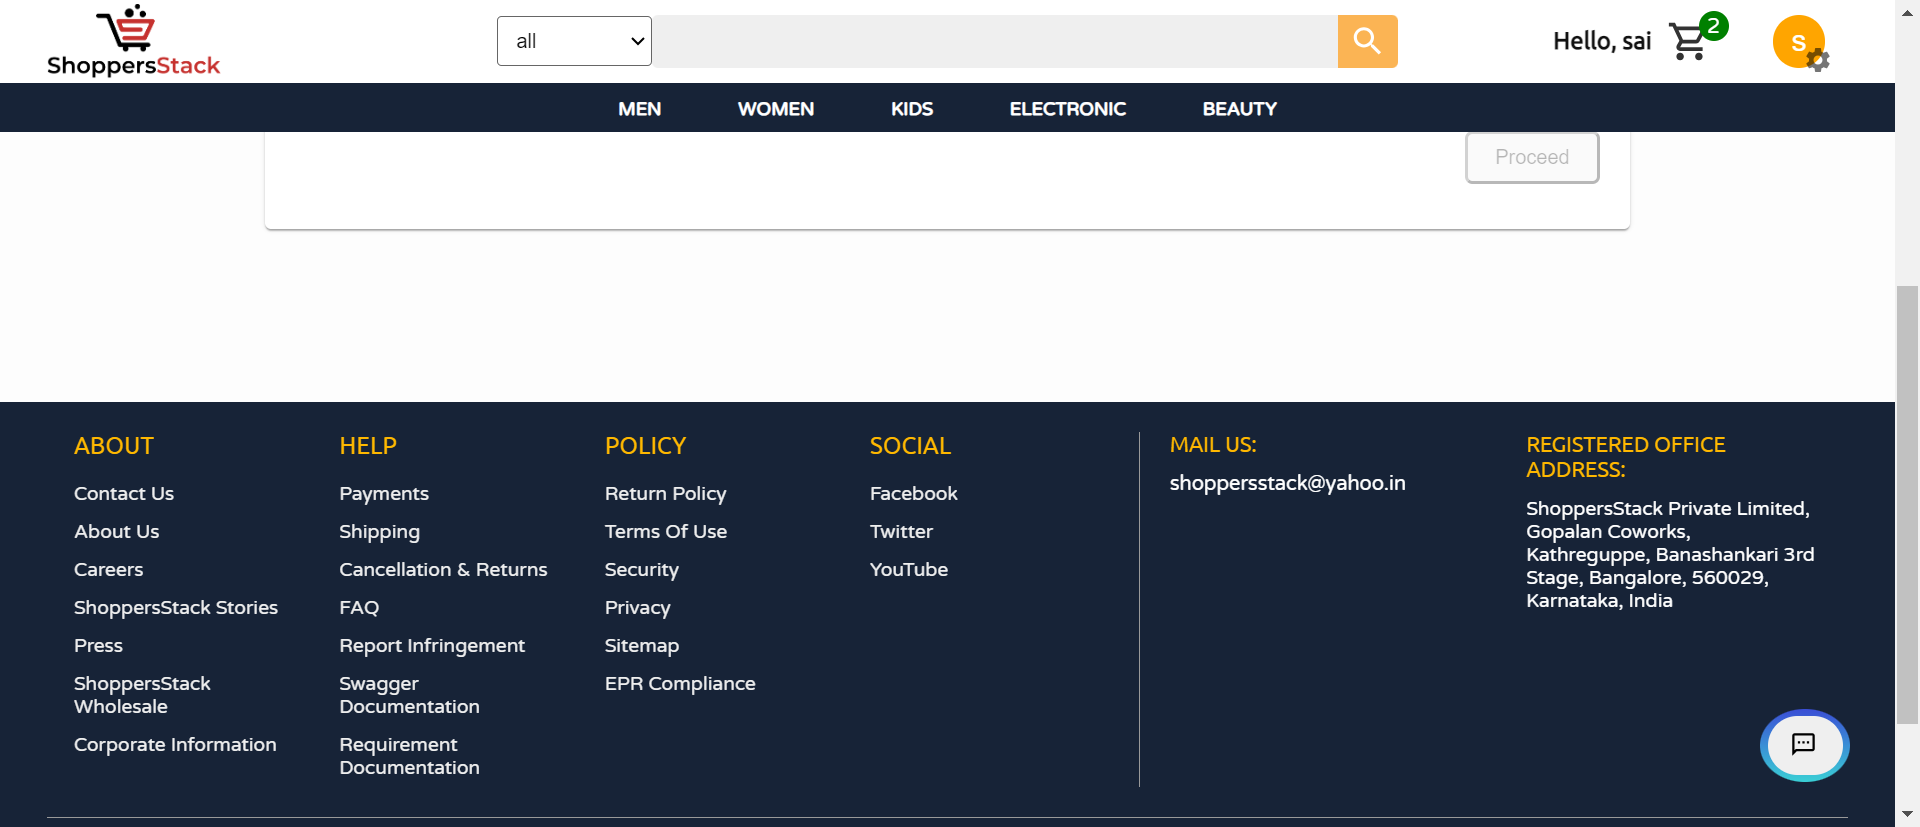 ShoppersStack
all
Hello, sai
2
S
MEN
WOMEN
KIDS
ELECTRONIC
BEAUTY
Proceed
ABOUT
Contact Us
About Us
Careers
ShoppersStack Stories
Press
ShoppersStack
Wholesale
Corporate Information
HELP
Payments
Shipping
Cancellation & Returns
FAQ
Report Infringement
Swagger
Documentation
Requirement
Documentation
POLICY
Return Policy
Terms Of Use
Security
Privacy
Sitemap
EPR Compliance
SOCIAL
Facebook
Twitter
YouTube
MAIL US:
shoppersstack@yahoo.in
REGISTERED OFFICE
ADDRESS:
ShoppersStack Private Limited,
Gopalan Coworks,
Kathreguppe, Banashankari 3rd
Stage, Bangalore, 560029,
Karnataka, India